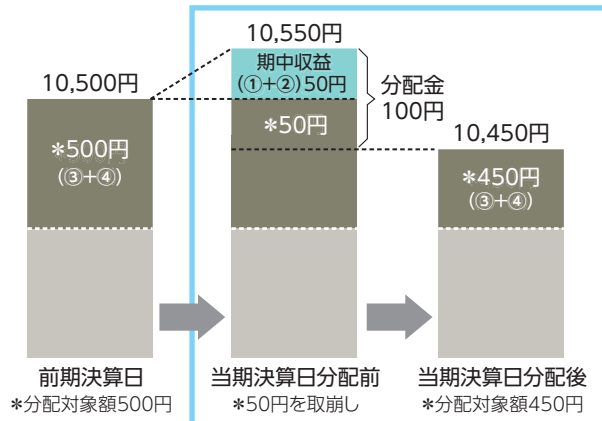 10,500円
*500円
(③+④)
前期決算日
*分配対象額500円
10,550円
期中収益
(①+②)50円
*50円
分配金
100円
当期決算日分配前
*50円を取崩し
10,450円
*450円
(③+④)
当期決算日分配後
*分配対象額450円